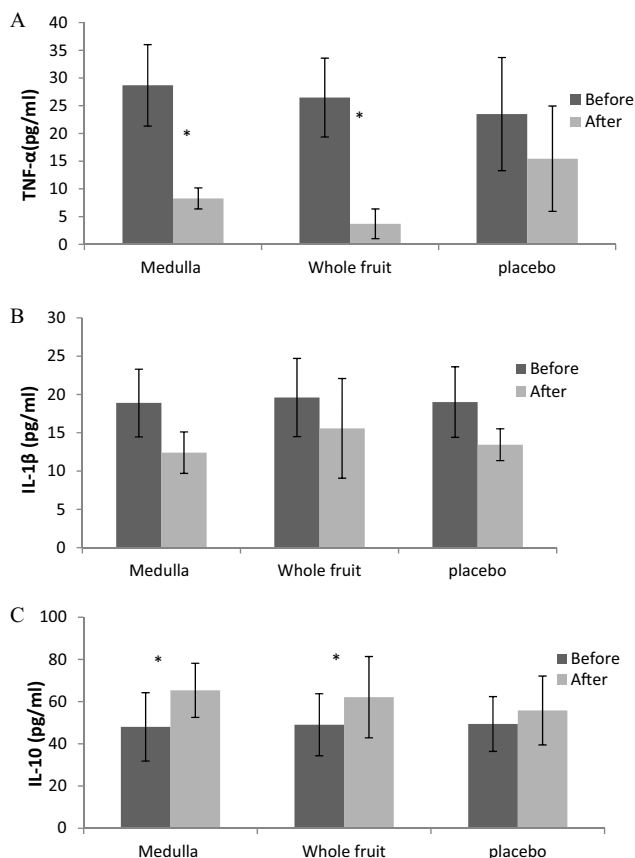 A
TNF-α(pg/ml)
40
35
30
25
20
15
10
5
0
*
*
Before
After
Medulla Whole fruit placebo
B
IL-1β (pg/ml)
30
25
20
15
10
5
0
Before
After
Medulla Whole fruit placebo
C
IL-10 (pg/ml)
100
80
60
40
20
0
*
*
Before
After
Medulla Whole fruit placebo